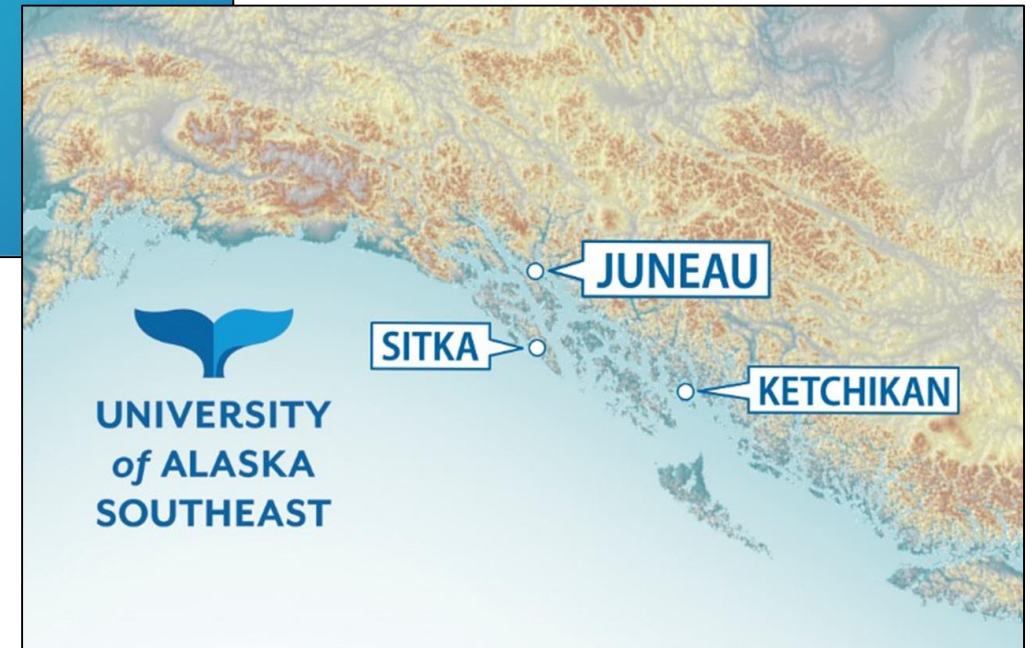 JUNEAU
SITKA
KETCHIKAN
UNIVERSITY
of ALASKA
SOUTHEAST